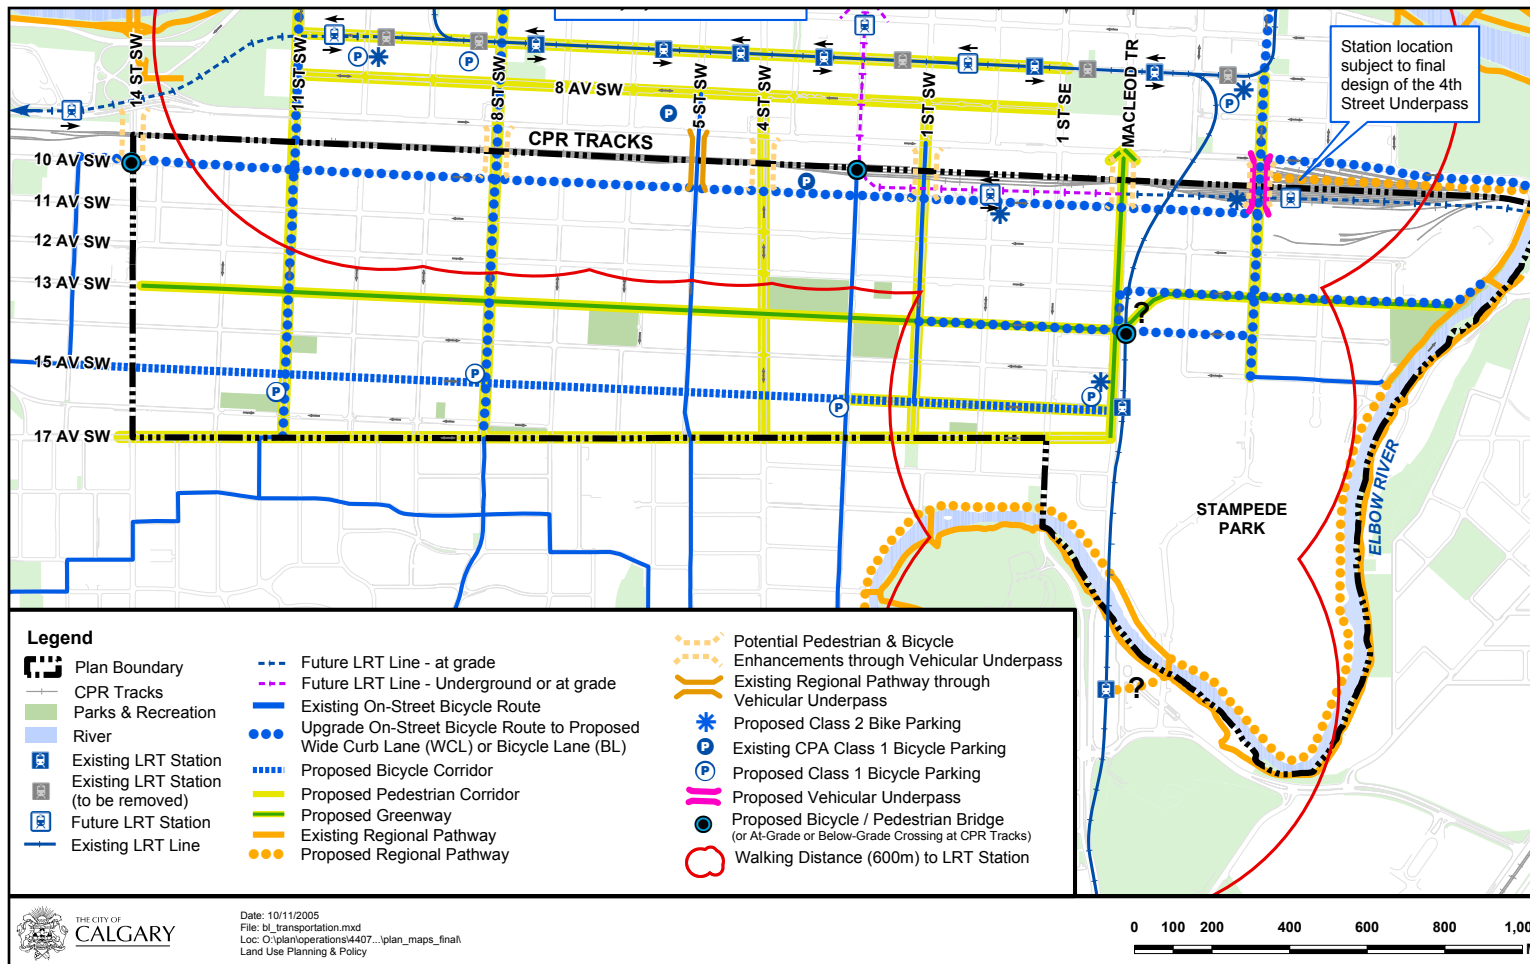 Station location
subject to final
design of the 4th
Street Underpass
14 ST SW
11 ST SW
8 ST SW
5 ST SW
4 ST SW
1 ST SW
1 ST SE
MACLEOD TR
8 AV SW
CPR TRACKS
10 AV SW
11 AV SW
12 AV SW
13 AV SW
15 AV SW
17 AV SW
P
P
P
P
P
P
P
P
P
?
?
STAMPEDE
PARK
ELBOW RIVER
Legend
Plan Boundary
CPR Tracks
Parks & Recreation
River
Existing LRT Station
Existing LRT Station
(to be removed)
Future LRT Station
Existing LRT Line
Future LRT Line - at grade
Future LRT Line - Underground or at grade
Existing On-Street Bicycle Route
Upgrade On-Street Bicycle Route to Proposed
Wide Curb Lane (WCL) or Bicycle Lane (BL)
Proposed Bicycle Corridor
Proposed Pedestrian Corridor
Proposed Greenway
Existing Regional Pathway
Proposed Regional Pathway
Potential Pedestrian & Bicycle
Enhancements through Vehicular Underpass
Existing Regional Pathway through
Vehicular Underpass
Proposed Class 2 Bike Parking
P Existing CPA Class 1 Bicycle Parking
P Proposed Class 1 Bicycle Parking
Proposed Vehicular Underpass
Proposed Bicycle / Pedestrian Bridge
(or At-Grade or Below-Grade Crossing at CPR Tracks)
Walking Distance (600m) to LRT Station
THE CITY OF
CALGARY
Date: 10/11/2005
File: bl_transportation.mxd
Loc: O:\plan\operations\4407...\plan_maps_final\
Land Use Planning & Policy
0 100 200 400 600 800